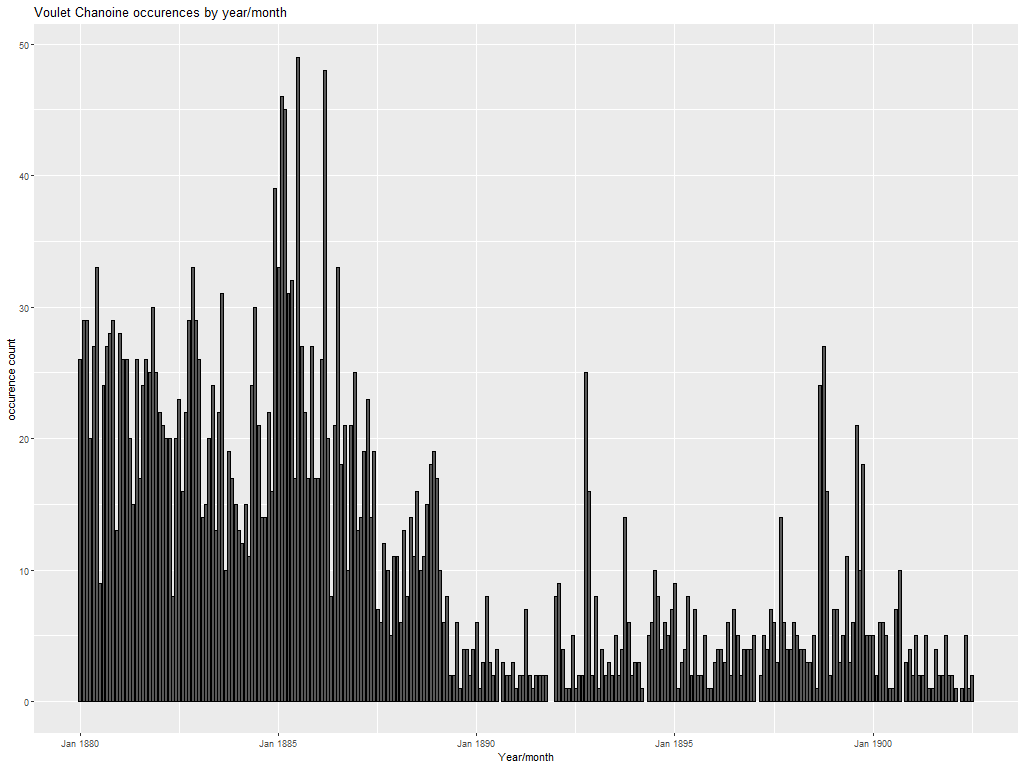 Voulet Chanoine occurences by year/month
50
40
30
20
10
0
occurence count
Jan 1880 Jan 1885 Jan 1890 Jan 1895 Jan 1900
Year/month